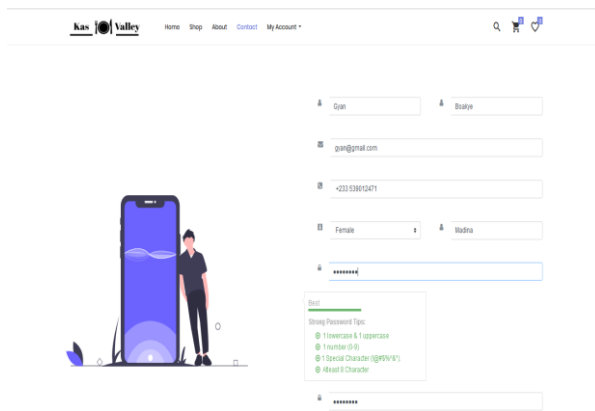 Kas Valley Home Shop About Contact My Account
Gyan Boakye
gyan@gmail.com
+233 539012471
Female Madina
Best
Strong Password Tips:
1 lowercase & 1 uppercase
1 number (0-9)
1 Special Character (!@#$%^&*).
Atleast 8 Character